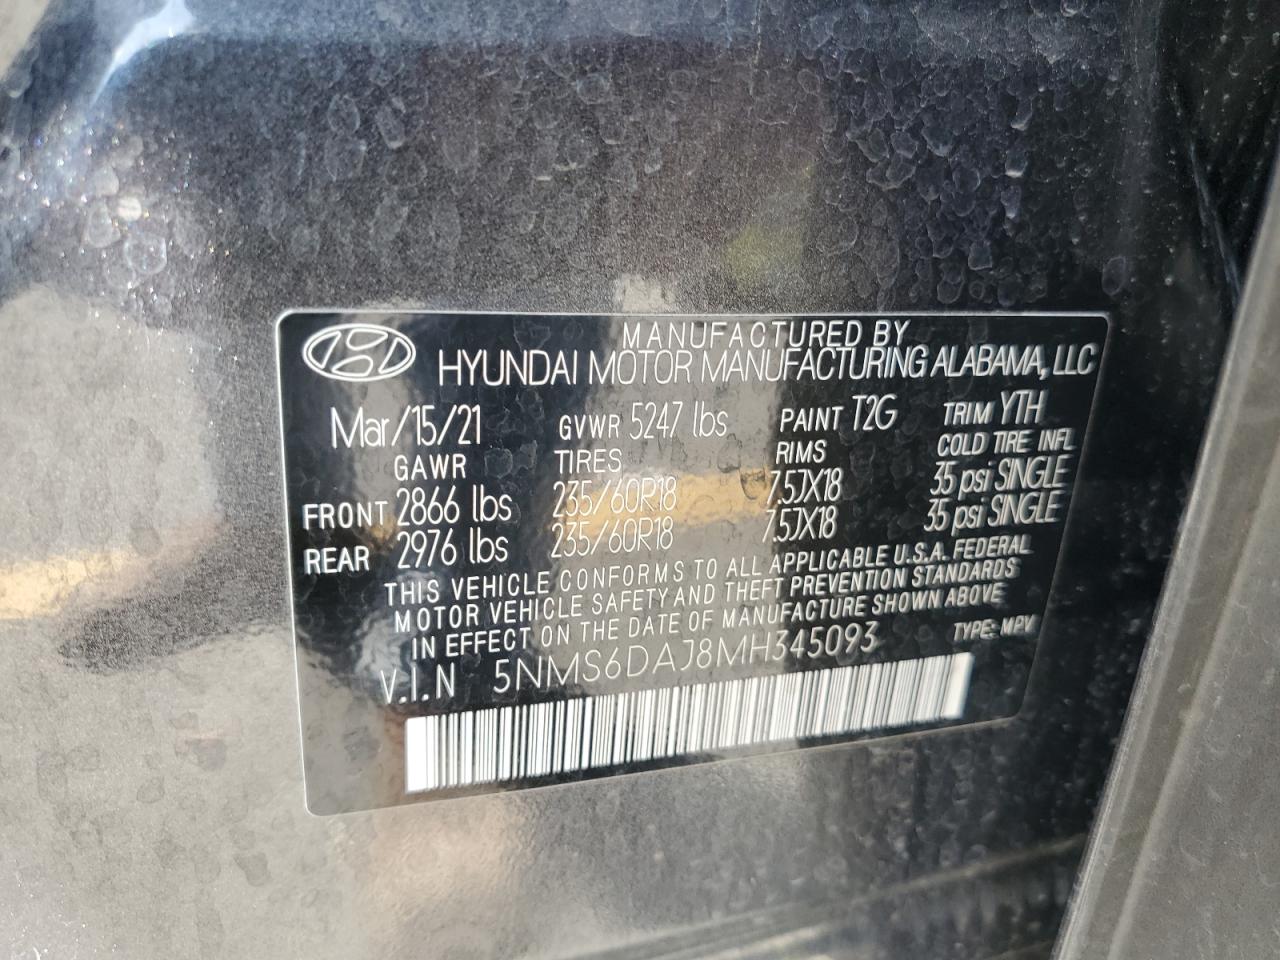 MANUFACTURED BY
HYUNDAI MOTOR MANUFACTURING ALABAMA, LLC
Mar/15/21 GVWR 5247 lbs PAINT T2G TRIM YTH
GAWR TIRES RIMS COLD TIRE INFL
FRONT 2866 lbs 235/60R18 7.5JX18 35 psi SINGLE
REAR 2976 lbs 235/60R18 7.5JX18 35 psi SINGLE
THIS VEHICLE CONFORMS TO ALL APPLICABLE U.S.A. FEDERAL
MOTOR VEHICLE SAFETY AND THEFT PREVENTION STANDARDS
IN EFFECT ON THE DATE OF MANUFACTURE SHOWN ABOVE
V.I.N 5NMS6DAJ8MH345093 TYPE: MPV